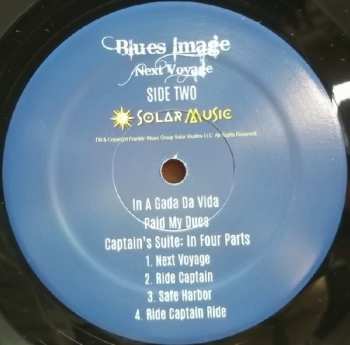 Blues Image
Next Voyage
SIDE TWO
SOLAR MUSIC
In A Gada Da Vida
Paid My Dues
Captain's Suite: In Four Parts
1. Next Voyage
2. Ride Captain
3. Safe Harbor
4. Ride Captain Ride